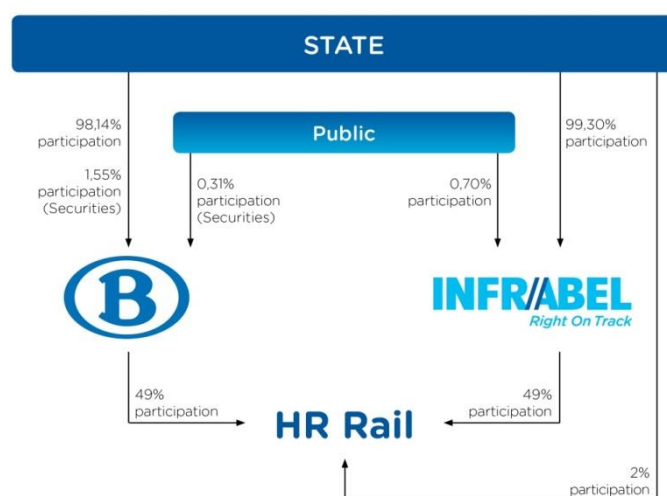 STATE
98,14%
participation
1,55%
participation
(Securities)
Public
99,30%
participation
0,31%
participation
(Securities)
0,70%
participation
B
INFRABEL
Right On Track
49%
participation
49%
participation
HR Rail
2%
participation